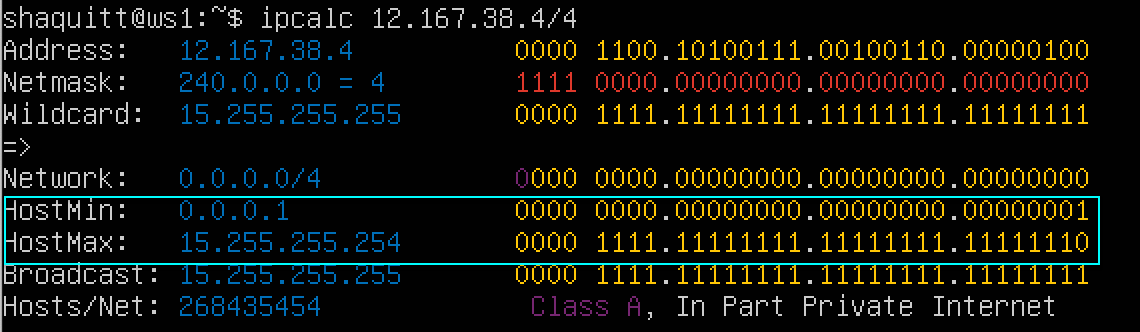 shaquitt@ws1:~$ ipcalc 12.167.38.4/4
Address:   12.167.38.4          0000 1100.10100111.00100110.00000100
Netmask:   240.0.0.0 = 4        1111 0000.00000000.00000000.00000000
Wildcard:  15.255.255.255       0000 1111.11111111.11111111.11111111
=>
Network:   0.0.0.0/4            0000 0000.00000000.00000000.00000000
HostMin:   0.0.0.1              0000 0000.00000000.00000000.00000001
HostMax:   15.255.255.254       0000 1111.11111111.11111111.11111110
Broadcast: 15.255.255.255       0000 1111.11111111.11111111.11111111
Hosts/Net: 268435454             Class A, In Part Private Internet